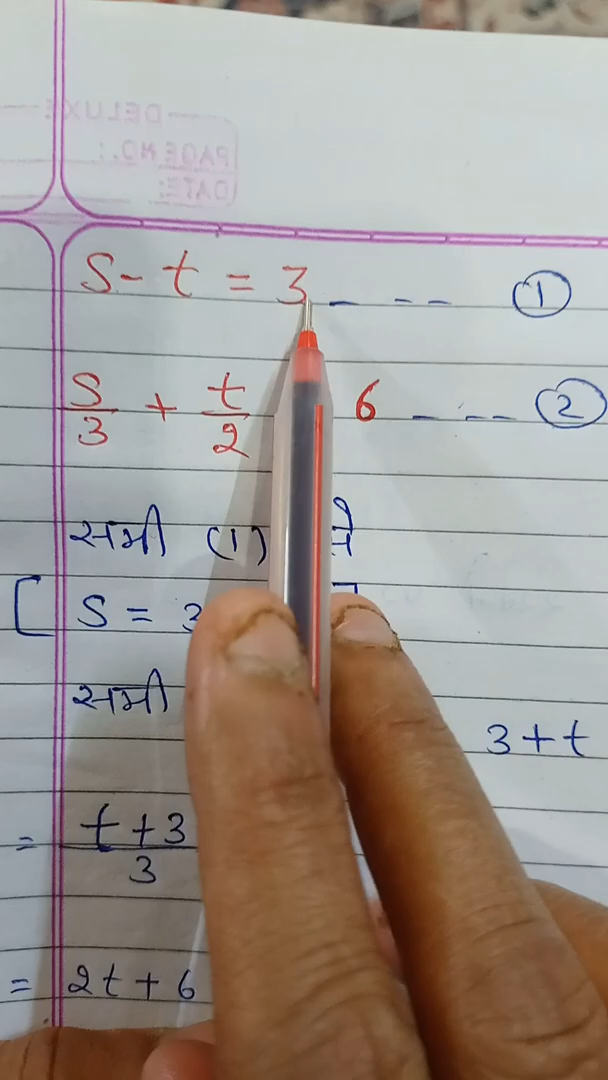 DELUXE
PAGE NO.:
DATE:
S - t = 3 - - - - ①
S/3 + t/2 6 - - - - ②
समी (1) से
[ S = 3
समी
3 + t
= t + 3 / 3
= 2t + 6